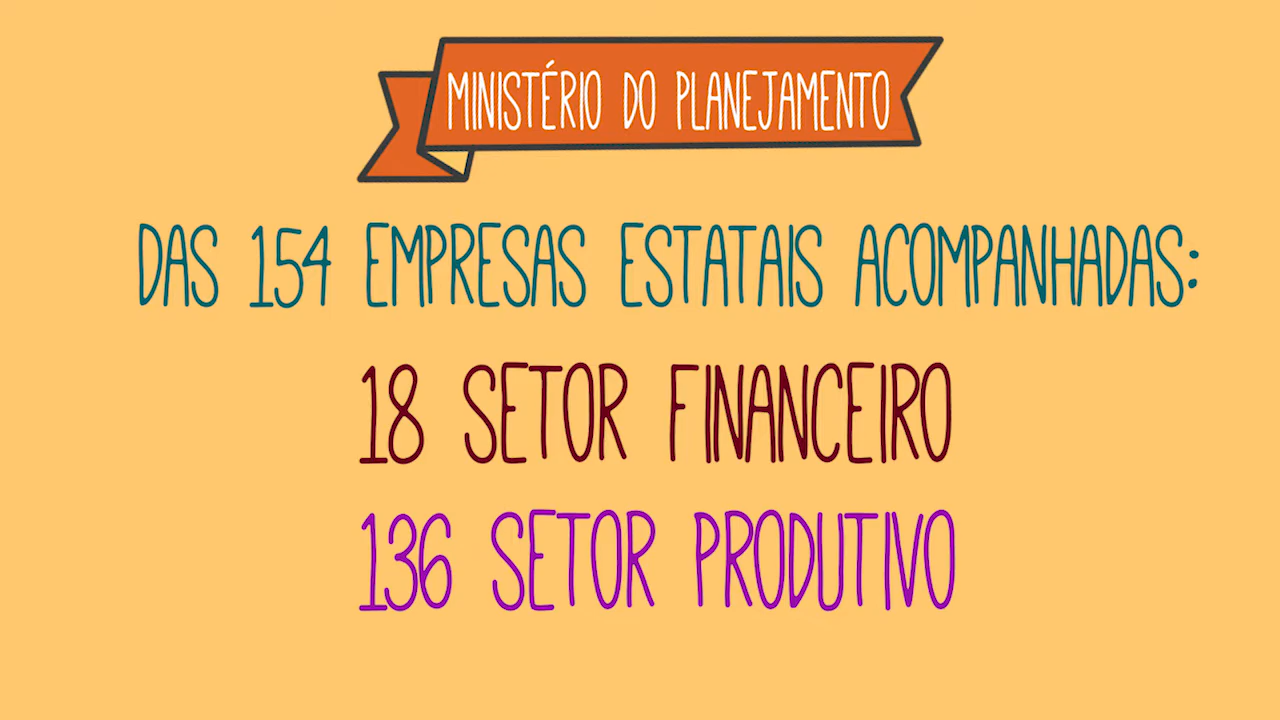 MINISTÉRIO DO PLANEJAMENTO
DAS 154 EMPRESAS ESTATAIS ACOMPANHADAS:
18 SETOR FINANCEIRO
136 SETOR PRODUTIVO